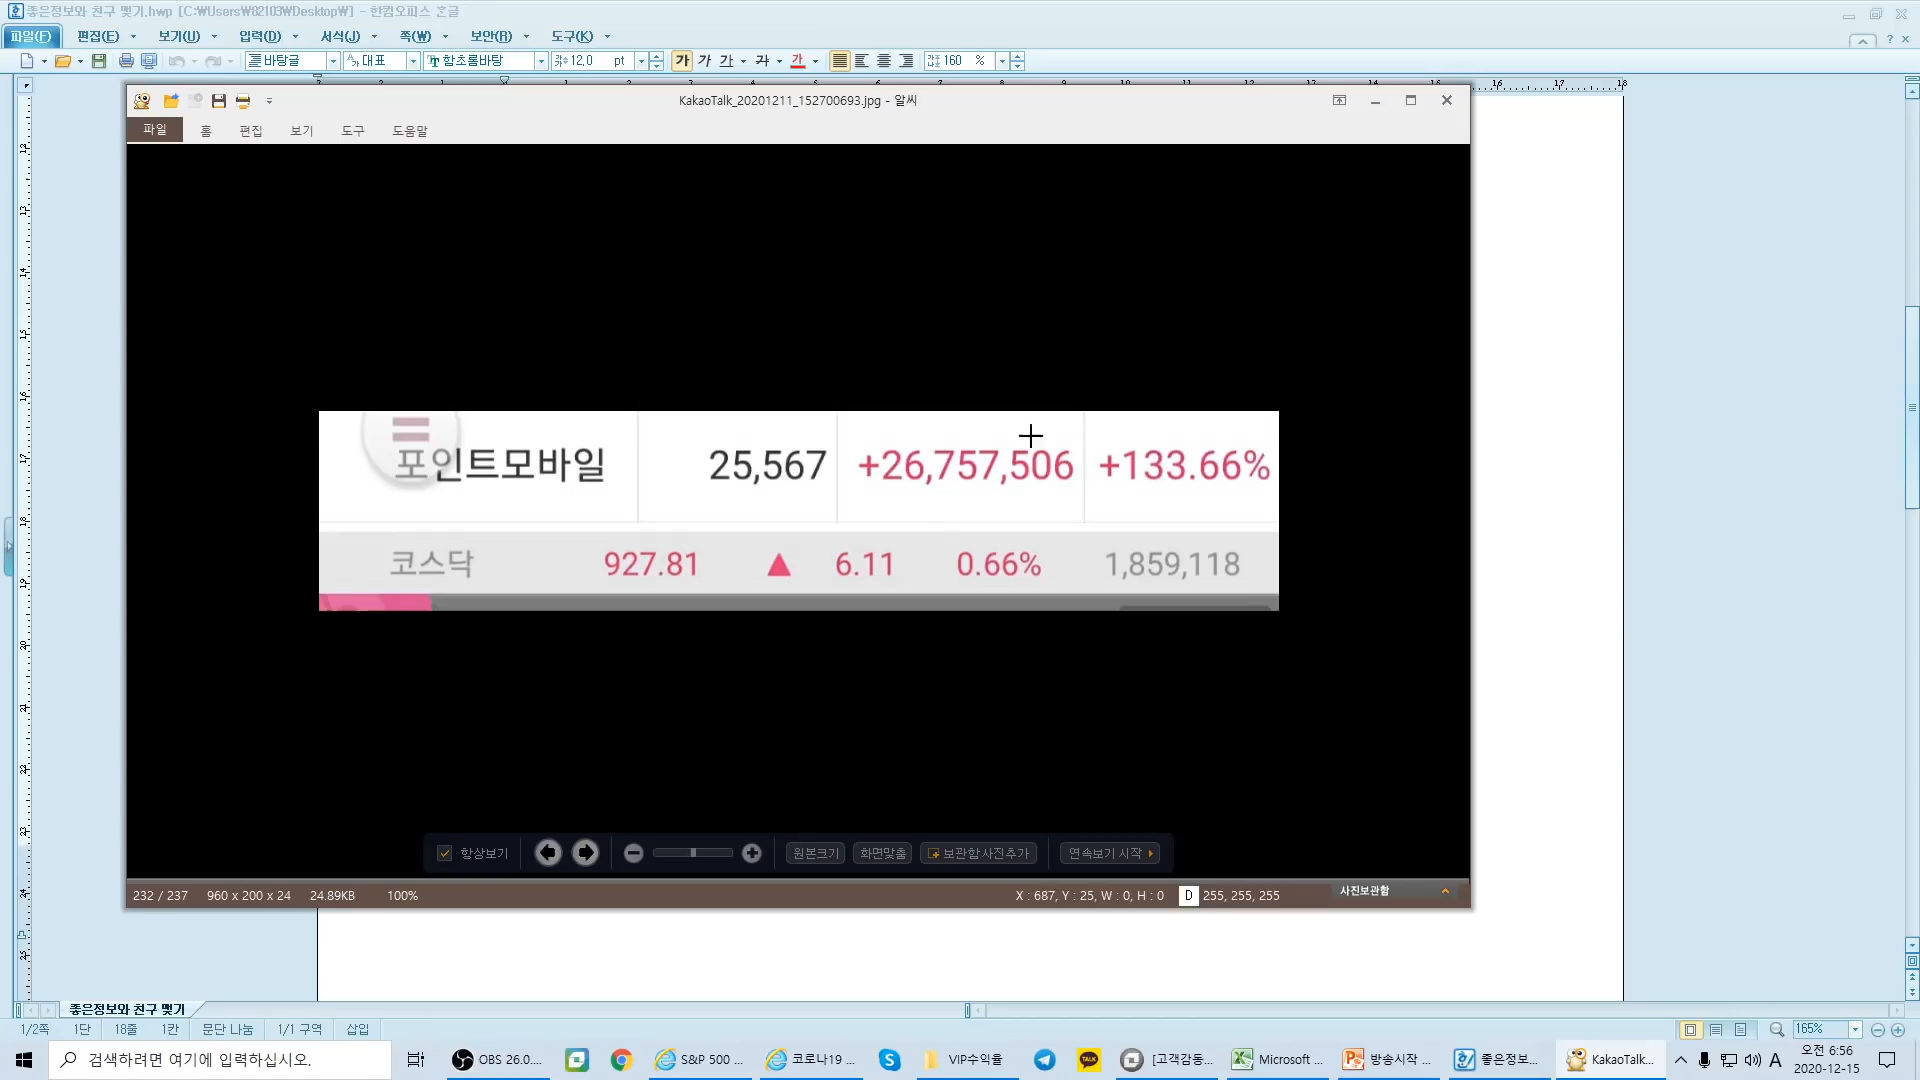 좋은정보와 친구 맺기.hwp [C:₩Users₩82103₩Desktop₩] - 한컴오피스 한글
파일(F) 편집(E) 보기(U) 입력(D) 서식(J) 쪽(W) 보안(R) 도구(K)
바탕글 대표 함초롬바탕 12,0 pt 가 가 가 가 가 160 %
KakaoTalk_20201211_152700693.jpg - 알씨
파일 홈 편집 보기 도구 도움말
포인트모바일 25,567 +26,757,506 +133.66%
코스닥 927.81 ▲ 6.11 0.66% 1,859,118
항상보기 원본크기 화면맞춤 보관함사진추가 연속보기 시작
232 / 237 960 x 200 x 24 24.89KB 100% X : 687, Y : 25, W : 0, H : 0 D 255, 255, 255 사진보관함
좋은정보와 친구 맺기
1/2쪽 1단 18줄 1칸 문단 나눔 1/1 구역 삽입 165%
검색하려면 여기에 입력하십시오. OBS 26.0.... S&P 500 ... 코로나19 ... VIP수익율 TALK [고객감동... Microsoft ... 방송시작 ... 좋은정보... KakaoTalk... A 오전 6:56
2020-12-15